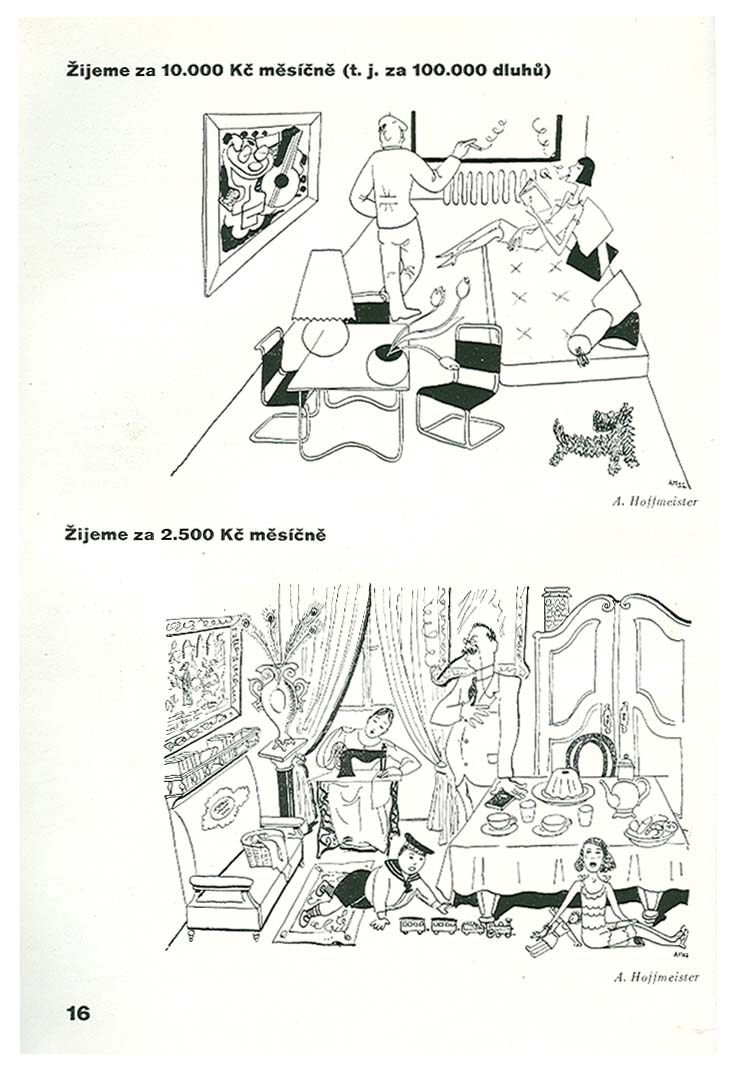 Žijeme za 10.000 Kč měsíčně (t. j. za 100.000 dluhů)
A. Hoffmeister
Žijeme za 2.500 Kč měsíčně
A. Hoffmeister
16